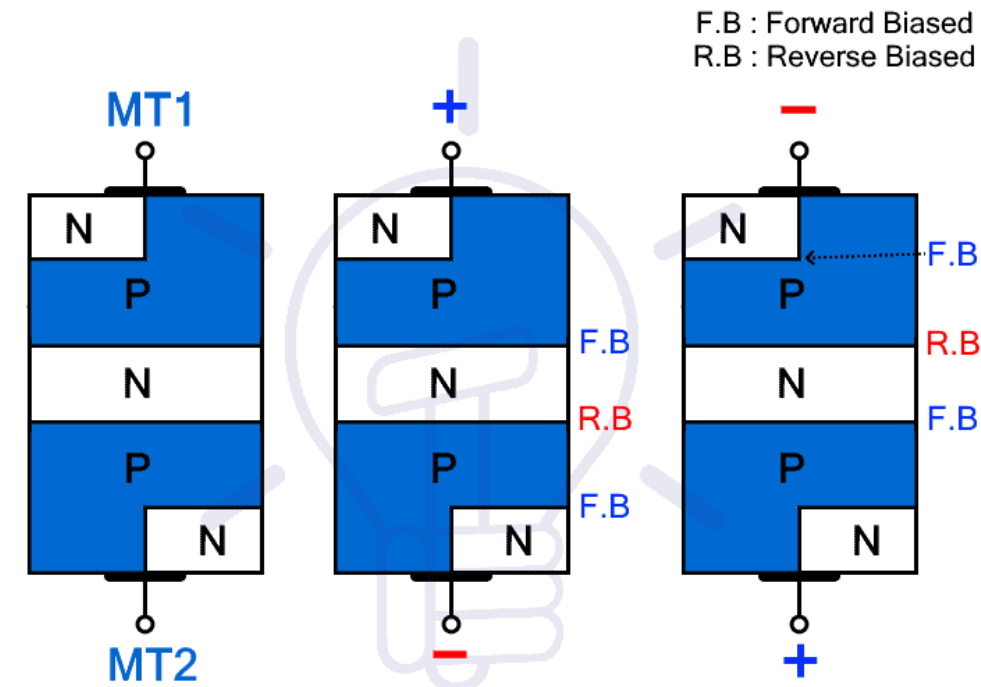 F.B : Forward Biased
R.B : Reverse Biased
MT1
+
−
N
P
N
P
N
MT2
N
P
F.B
N
R.B
P
F.B
N
−
N
F.B
P
R.B
N
F.B
P
N
+